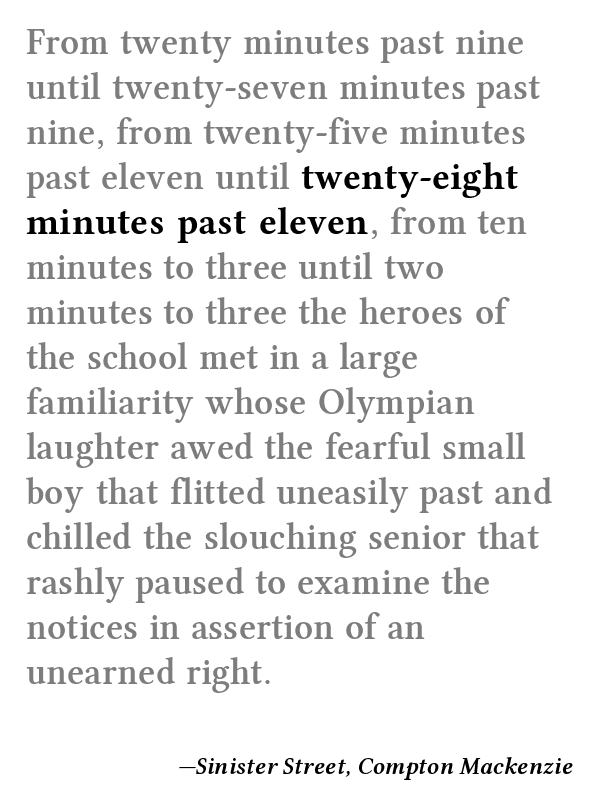 From twenty minutes past nine
until twenty-seven minutes past
nine, from twenty-five minutes
past eleven until twenty-eight
minutes past eleven, from ten
minutes to three until two
minutes to three the heroes of
the school met in a large
familiarity whose Olympian
laughter awed the fearful small
boy that flitted uneasily past and
chilled the slouching senior that
rashly paused to examine the
notices in assertion of an
unearned right.
—Sinister Street, Compton Mackenzie